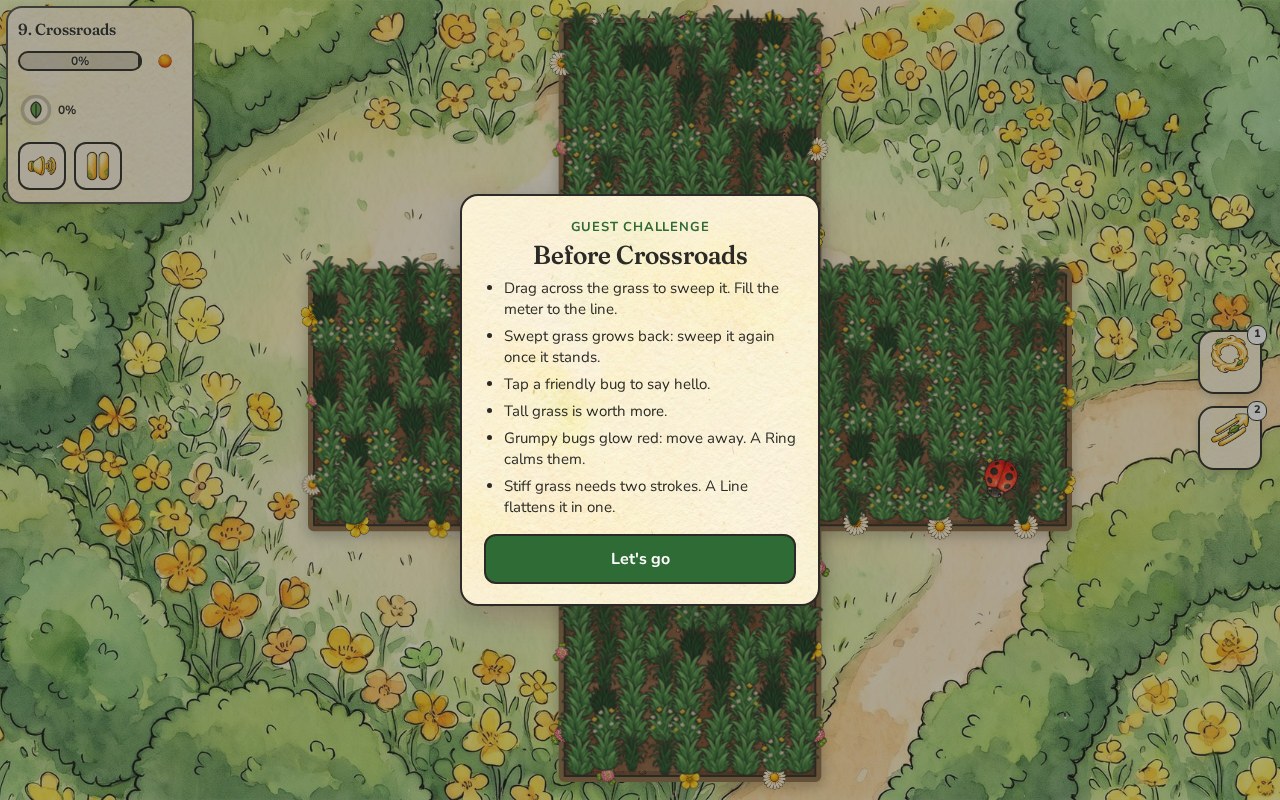 9. Crossroads
0%
0%
GUEST CHALLENGE
Before Crossroads
• Drag across the grass to sweep it. Fill the
meter to the line.
• Swept grass grows back: sweep it again
once it stands.
• Tap a friendly bug to say hello.
• Tall grass is worth more.
• Grumpy bugs glow red: move away. A Ring
calms them.
• Stiff grass needs two strokes. A Line
flattens it in one.
Let's go
1
2